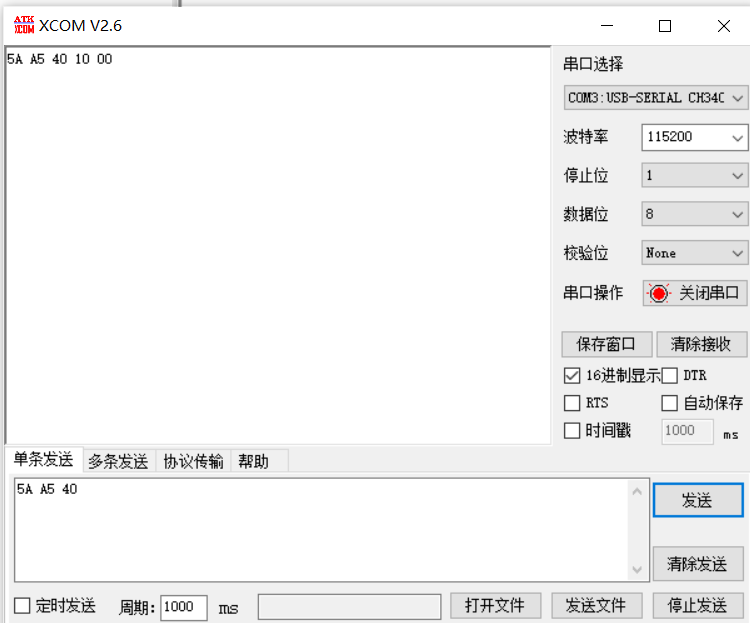 ATK XCOM XCOM V2.6
5A A5 40 10 00
串口选择
COM3:USB-SERIAL CH340
波特率 115200
停止位 1
数据位 8
校验位 None
串口操作 关闭串口
保存窗口 清除接收
16进制显示 DTR
RTS 自动保存
时间戳 1000 ms
单条发送 多条发送 协议传输 帮助
5A A5 40
发送
清除发送
定时发送 周期: 1000 ms 打开文件 发送文件 停止发送